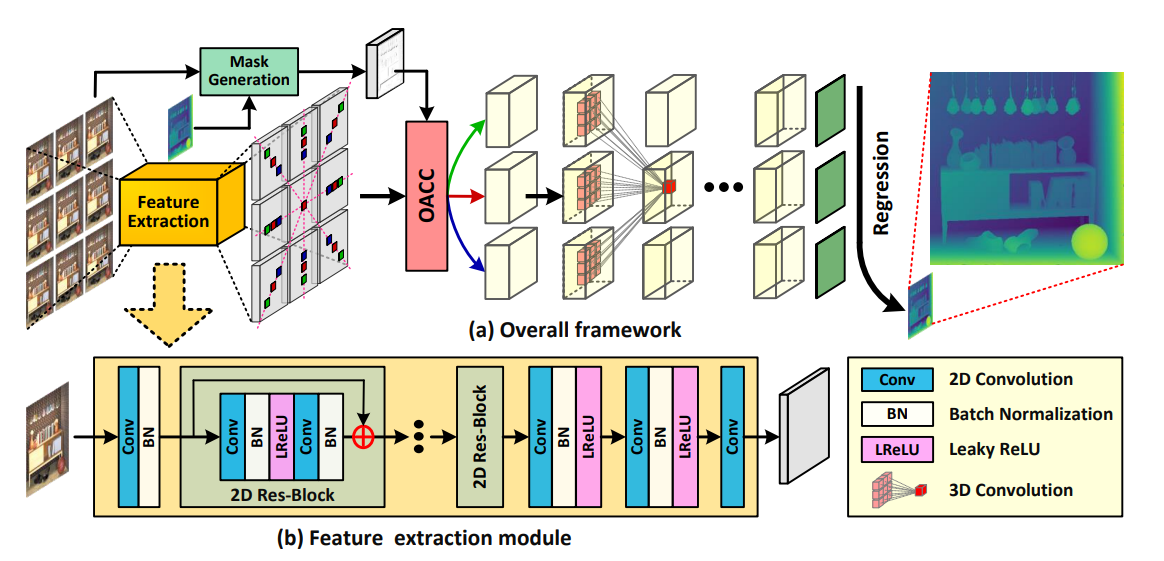 Mask
Generation
Feature
Extraction
OACC
Regression
(a) Overall framework
Conv
BN
Conv
BN
LReLU
Conv
BN
2D Res-Block
2D Res-Block
Conv
BN
LReLU
Conv
BN
LReLU
Conv
(b) Feature extraction module
Conv
2D Convolution
BN
Batch Normalization
LReLU
Leaky ReLU
3D Convolution